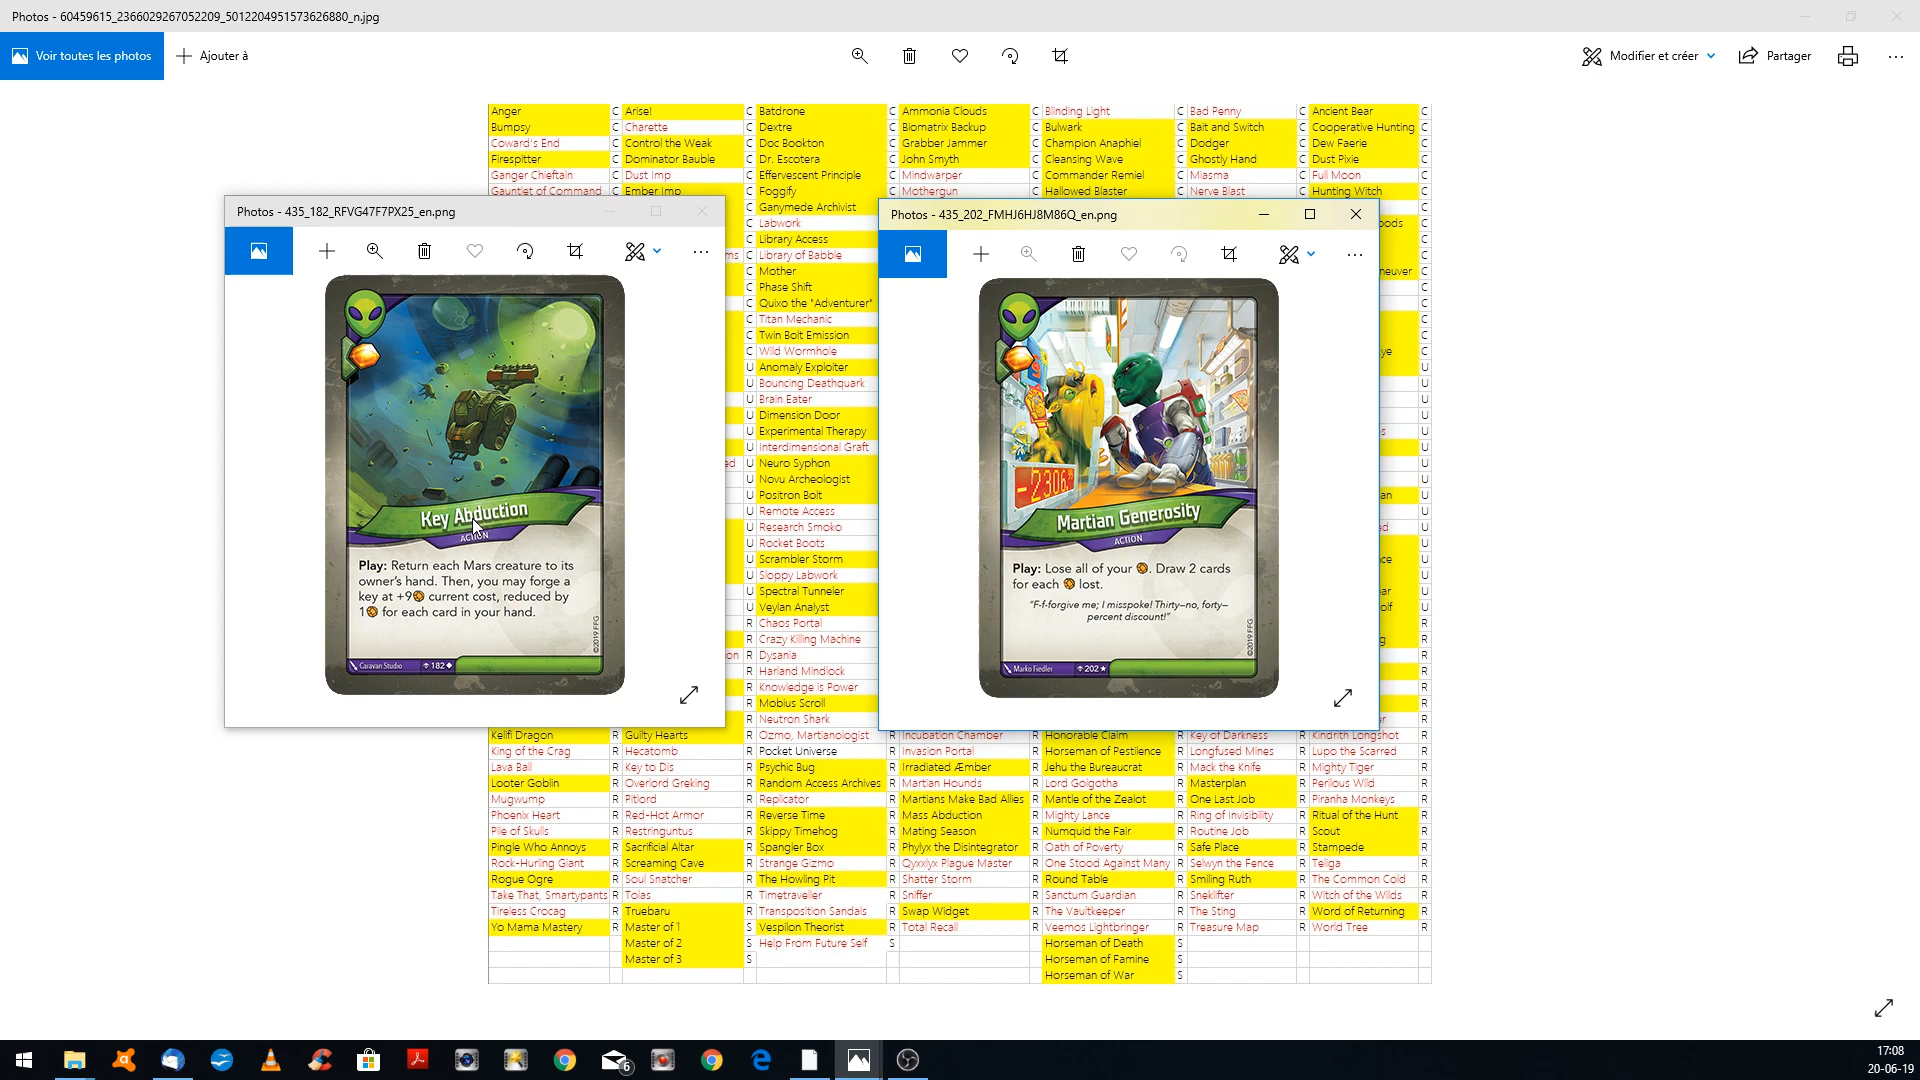 Photos - 60459615_2366029267052209_5012204951573626880_n.jpg
Voir toutes les photos
Ajouter à
Modifier et créer
Partager
Anger C Arise! C Batdrone C Ammonia Clouds C Blinding Light C Bad Penny C Ancient Bear C
Bumpsy C Charette C Dextre C Biomatrix Backup C Bulwark C Bait and Switch C Cooperative Hunting C
Coward's End C Control the Weak C Doc Bookton C Grabber Jammer C Champion Anaphiel C Dodger C Dew Faerie C
Firespitter C Dominator Bauble C Dr. Escotera C John Smyth C Cleansing Wave C Ghostly Hand C Dust Pixie C
Ganger Chieftain C Dust Imp C Effervescent Principle C Mindwarper C Commander Remiel C Miasma C Full Moon C
Gauntlet of Command C Ember Imp C Foggify C Mothergun C Hallowed Blaster C Nerve Blast C Hunting Witch C
C Ganymede Archivist C
C Labwork C
C Library Access C
C Library of Babble C
C Mother C
C Phase Shift C
C Quixo the "Adventurer" C
C Titan Mechanic C
C Twin Bolt Emission C
C Wild Wormhole C
U Anomaly Exploiter U
U Bouncing Deathquark U
U Brain Eater U
U Dimension Door U
U Experimental Therapy U
U Interdimensional Graft U
U Neuro Syphon U
U Novu Archeologist U
U Positron Bolt U
U Remote Access U
U Research Smoko U
U Rocket Boots U
U Scrambler Storm U
U Sloppy Labwork U
U Spectral Tunneler U
U Veylan Analyst U
R Chaos Portal R
R Crazy Killing Machine R
R Dysania R
R Harland Mindlock R
R Knowledge is Power R
R Mobius Scroll R
R Neutron Shark R
Photos - 435_182_RFVG47F7PX25_en.png
Key Abduction
ACTION
Play: Return each Mars creature to its
owner's hand. Then, you may forge a
key at +9 current cost, reduced by
1 for each card in your hand.
©2019 FFG
Caravan Studio 182
Photos - 435_202_FMHJ6HJ8M86Q_en.png
-2306.
Martian Generosity
ACTION
Play: Lose all of your . Draw 2 cards
for each lost.
"F-f-forgive me; I misspoke! Thirty—no, forty—
percent discount!"
©2019 FFG
Marko Fiedler 202
Kelifi Dragon R Guilty Hearts R Ozmo, Martianologist R Incubation Chamber R Honorable Claim R Key of Darkness R Kindrith Longshot R
King of the Crag R Hecatomb R Pocket Universe R Invasion Portal R Horseman of Pestilence R Longfused Mines R Lupo the Scarred R
Lava Ball R Key to Dis R Psychic Bug R Irradiated Æmber R Jehu the Bureaucrat R Mack the Knife R Mighty Tiger R
Looter Goblin R Overlord Greking R Random Access Archives R Martian Hounds R Lord Golgotha R Masterplan R Perilous Wild R
Mugwump R Pitlord R Replicator R Martians Make Bad Allies R Mantle of the Zealot R One Last Job R Piranha Monkeys R
Phoenix Heart R Red-Hot Armor R Reverse Time R Mass Abduction R Mighty Lance R Ring of Invisibility R Ritual of the Hunt R
Pile of Skulls R Restringuntus R Skippy Timehog R Mating Season R Numquid the Fair R Routine Job R Scout R
Pingle Who Annoys R Sacrificial Altar R Spangler Box R Phylyx the Disintegrator R Oath of Poverty R Safe Place R Stampede R
Rock-Hurling Giant R Screaming Cave R Strange Gizmo R Qyxxlyx Plague Master R One Stood Against Many R Selwyn the Fence R Teliga R
Rogue Ogre R Soul Snatcher R The Howling Pit R Shatter Storm R Round Table R Smiling Ruth R The Common Cold R
Take That, Smartypants R Tolas R Timetraveller R Sniffer R Sanctum Guardian R Sneklifter R Witch of the Wilds R
Tireless Crocag R Truebaru R Transposition Sandals R Swap Widget R The Vaultkeeper R The Sting R Word of Returning R
Yo Mama Mastery R Master of 1 S Vespilon Theorist R Total Recall R Veemos Lightbringer R Treasure Map R World Tree R
Master of 2 S Help From Future Self S Horseman of Death S
Master of 3 S Horseman of Famine S
Horseman of War S
6
17:08
20-06-19